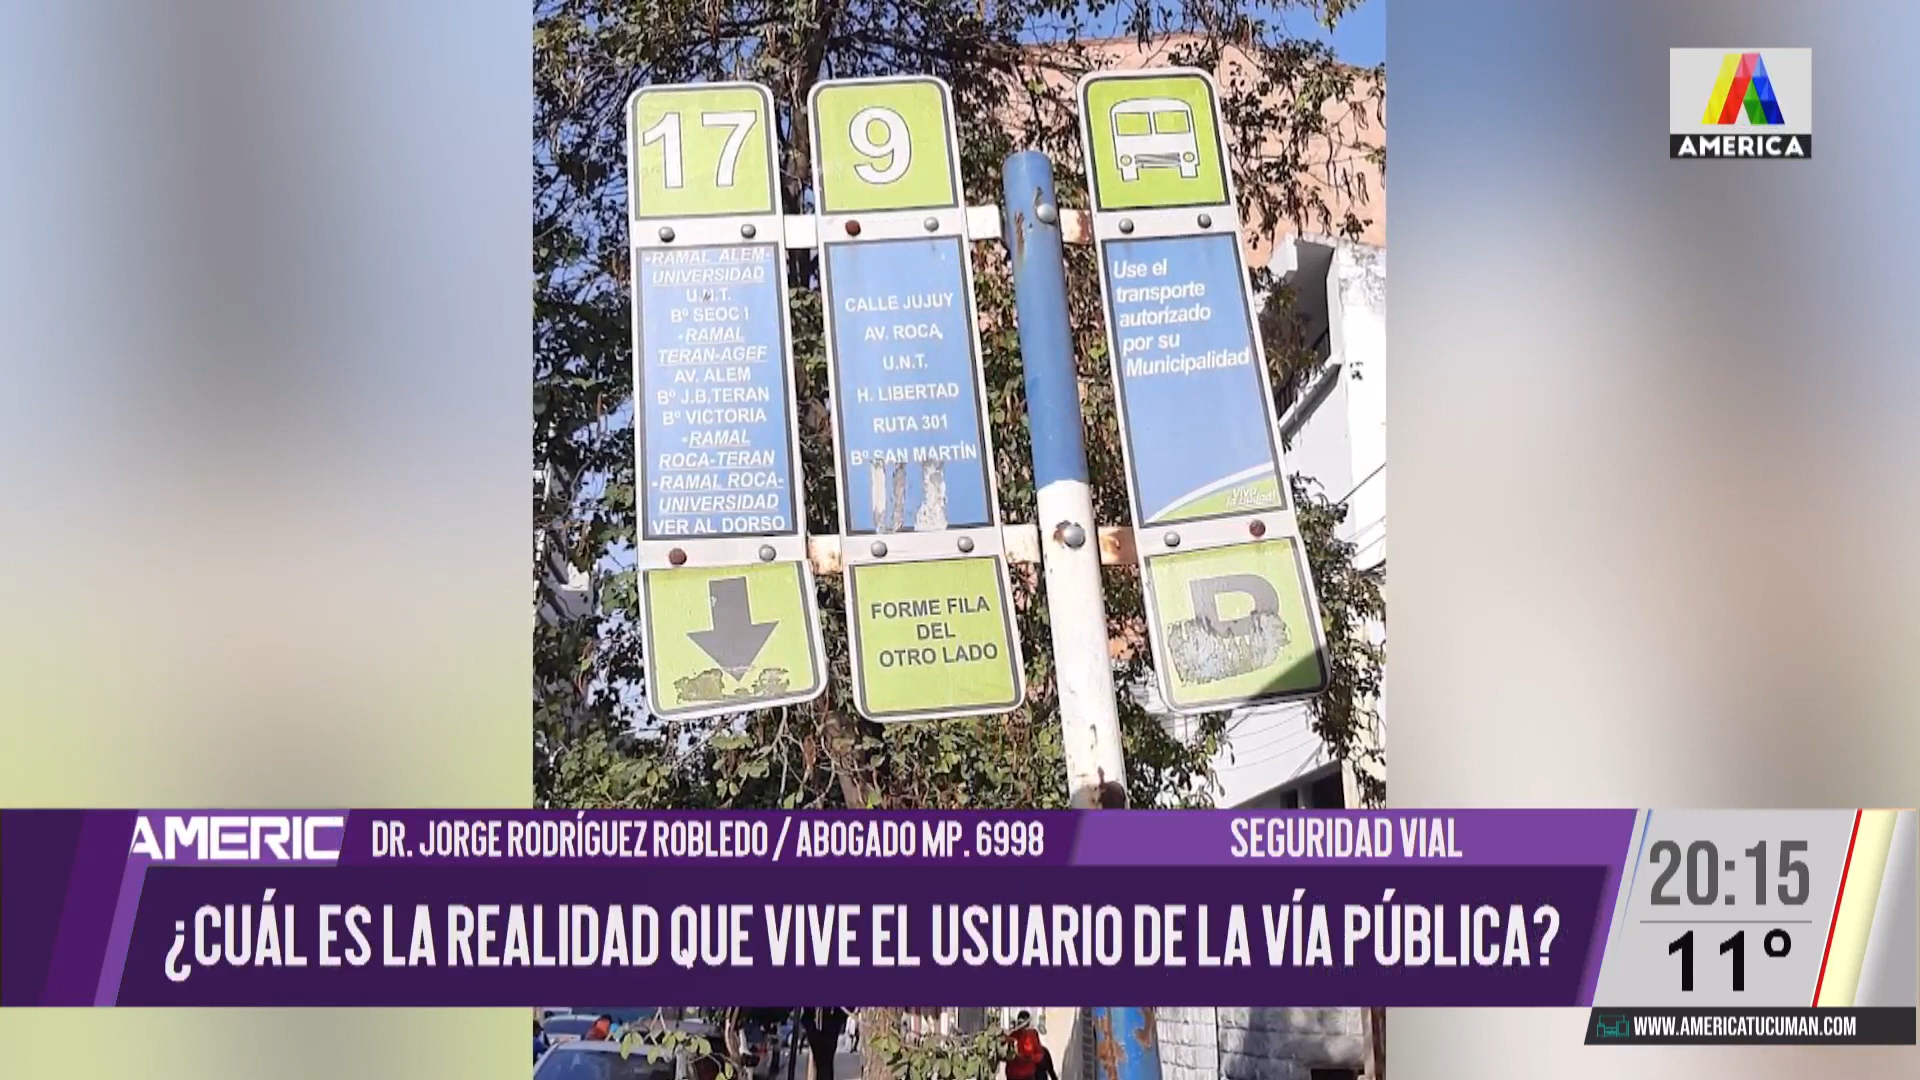 17
-RAMAL ALEM-
UNIVERSIDAD
U.N.T.
Bº SEOC I
-RAMAL
TERAN-AGEF
AV. ALEM
Bº J.B.TERAN
Bº VICTORIA
-RAMAL
ROCA-TERAN
-RAMAL ROCA-
UNIVERSIDAD
VER AL DORSO
9
CALLE JUJUY
AV. ROCA
U.N.T.
H. LIBERTAD
RUTA 301
Bº SAN MARTÍN
FORME FILA
DEL
OTRO LADO
Use el
transporte
autorizado
por su
Municipalidad
Viva
la Ciudad!
AMERICA
AMERIC
DR. JORGE RODRÍGUEZ ROBLEDO / ABOGADO MP. 6998
SEGURIDAD VIAL
¿CUÁL ES LA REALIDAD QUE VIVE EL USUARIO DE LA VÍA PÚBLICA?
20:15
11°
WWW.AMERICATUCUMAN.COM